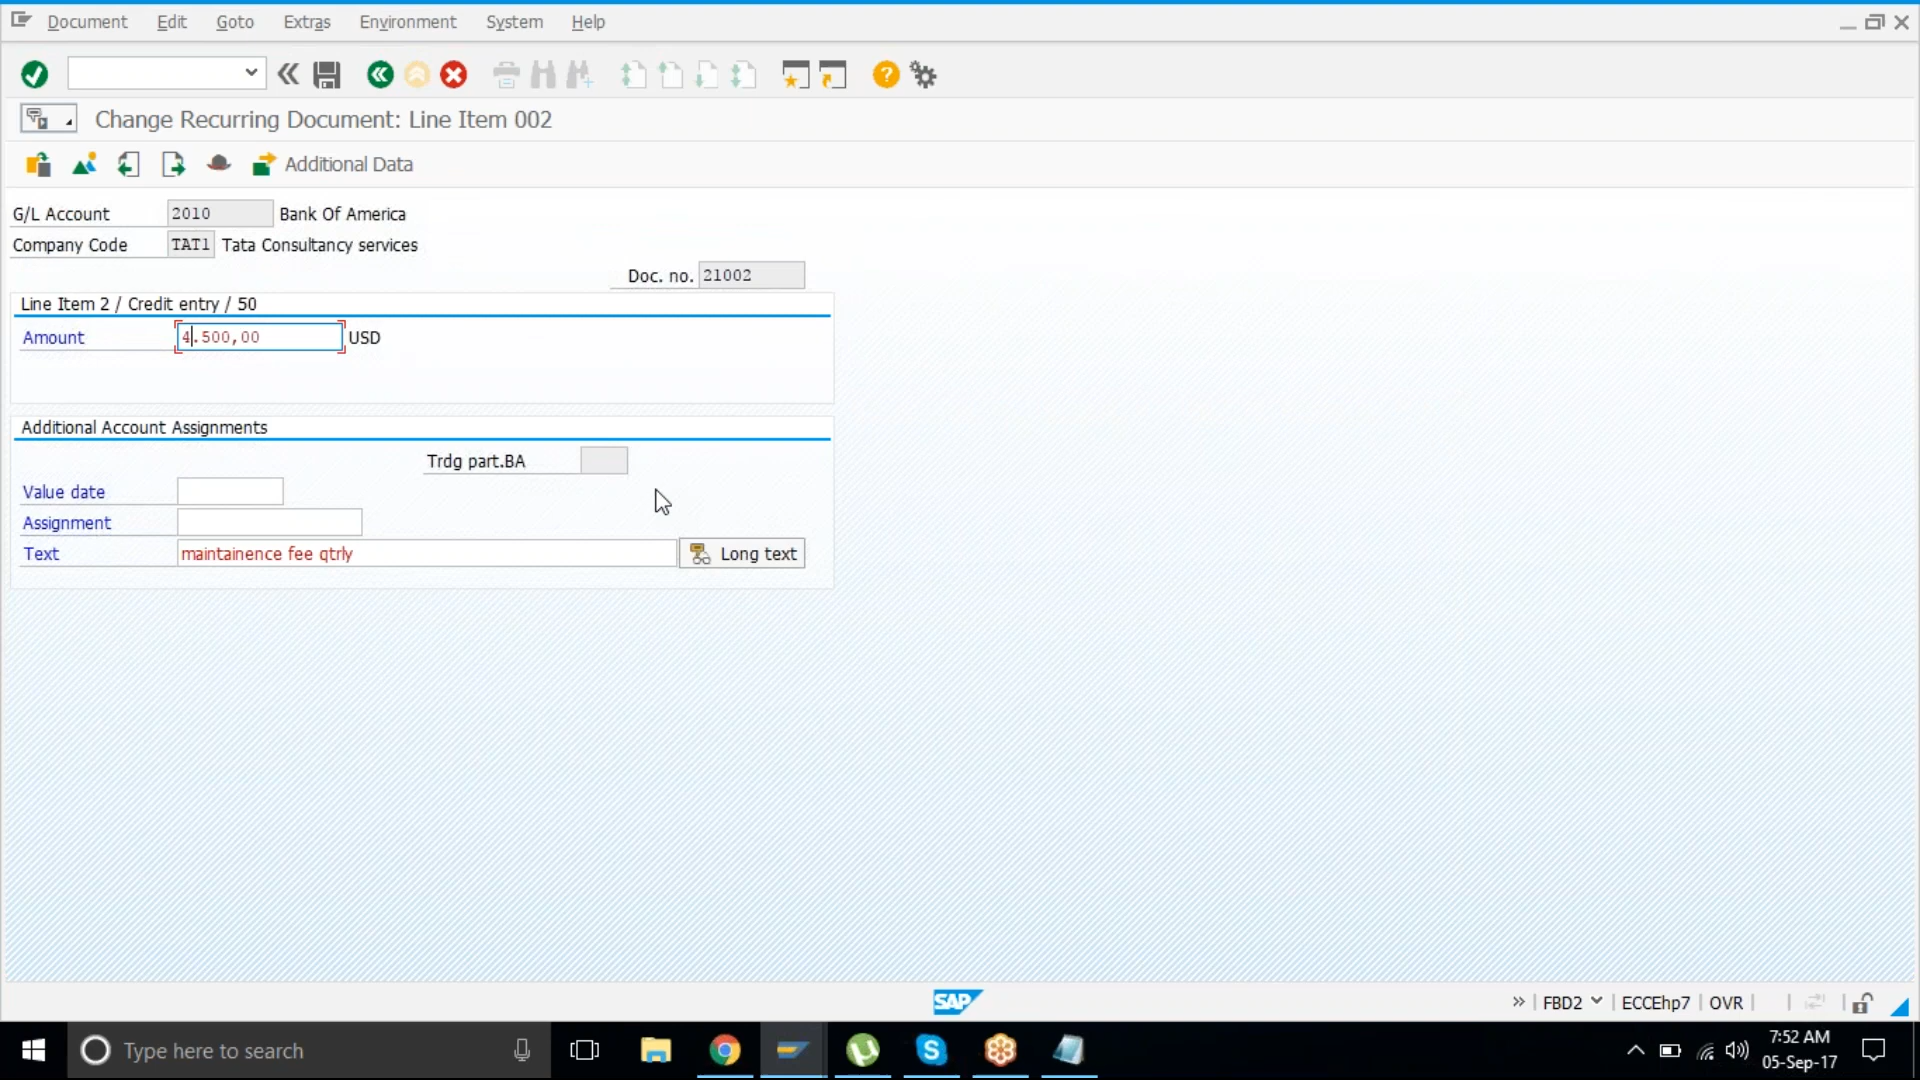 Document Edit Goto Extras Environment System Help
Change Recurring Document: Line Item 002
Additional Data
G/L Account 2010 Bank Of America
Company Code TAT1 Tata Consultancy services
Doc. no. 21002
Line Item 2 / Credit entry / 50
Amount 4.500,00 USD
Additional Account Assignments
Trdg part.BA
Value date
Assignment
Text maintainence fee qtrly Long text
SAP
FBD2 ECCEhp7 OVR
Type here to search
7:52 AM
05-Sep-17